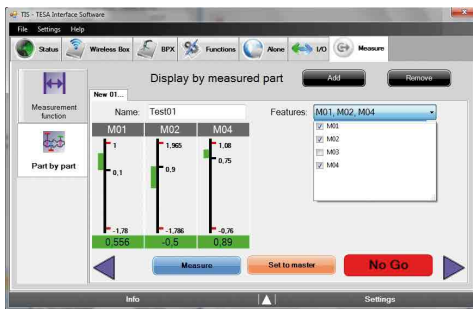 TIS - TESA Interface Software
File Settings Help
Status Wireless Box BPX Functions Alone I/O Measure
Display by measured part Add Remove
Measurement function
Part by part
New 01...
Name: Test01 Features: M01, M02, M04
M01
M02
M03
M04
M01 M02 M04
1 1,965 1,08
0,75
0,1 0,9
-1,78 -1,786 -0,76
0,556 -0,5 0,89
Measure Set to master No Go
Info Settings